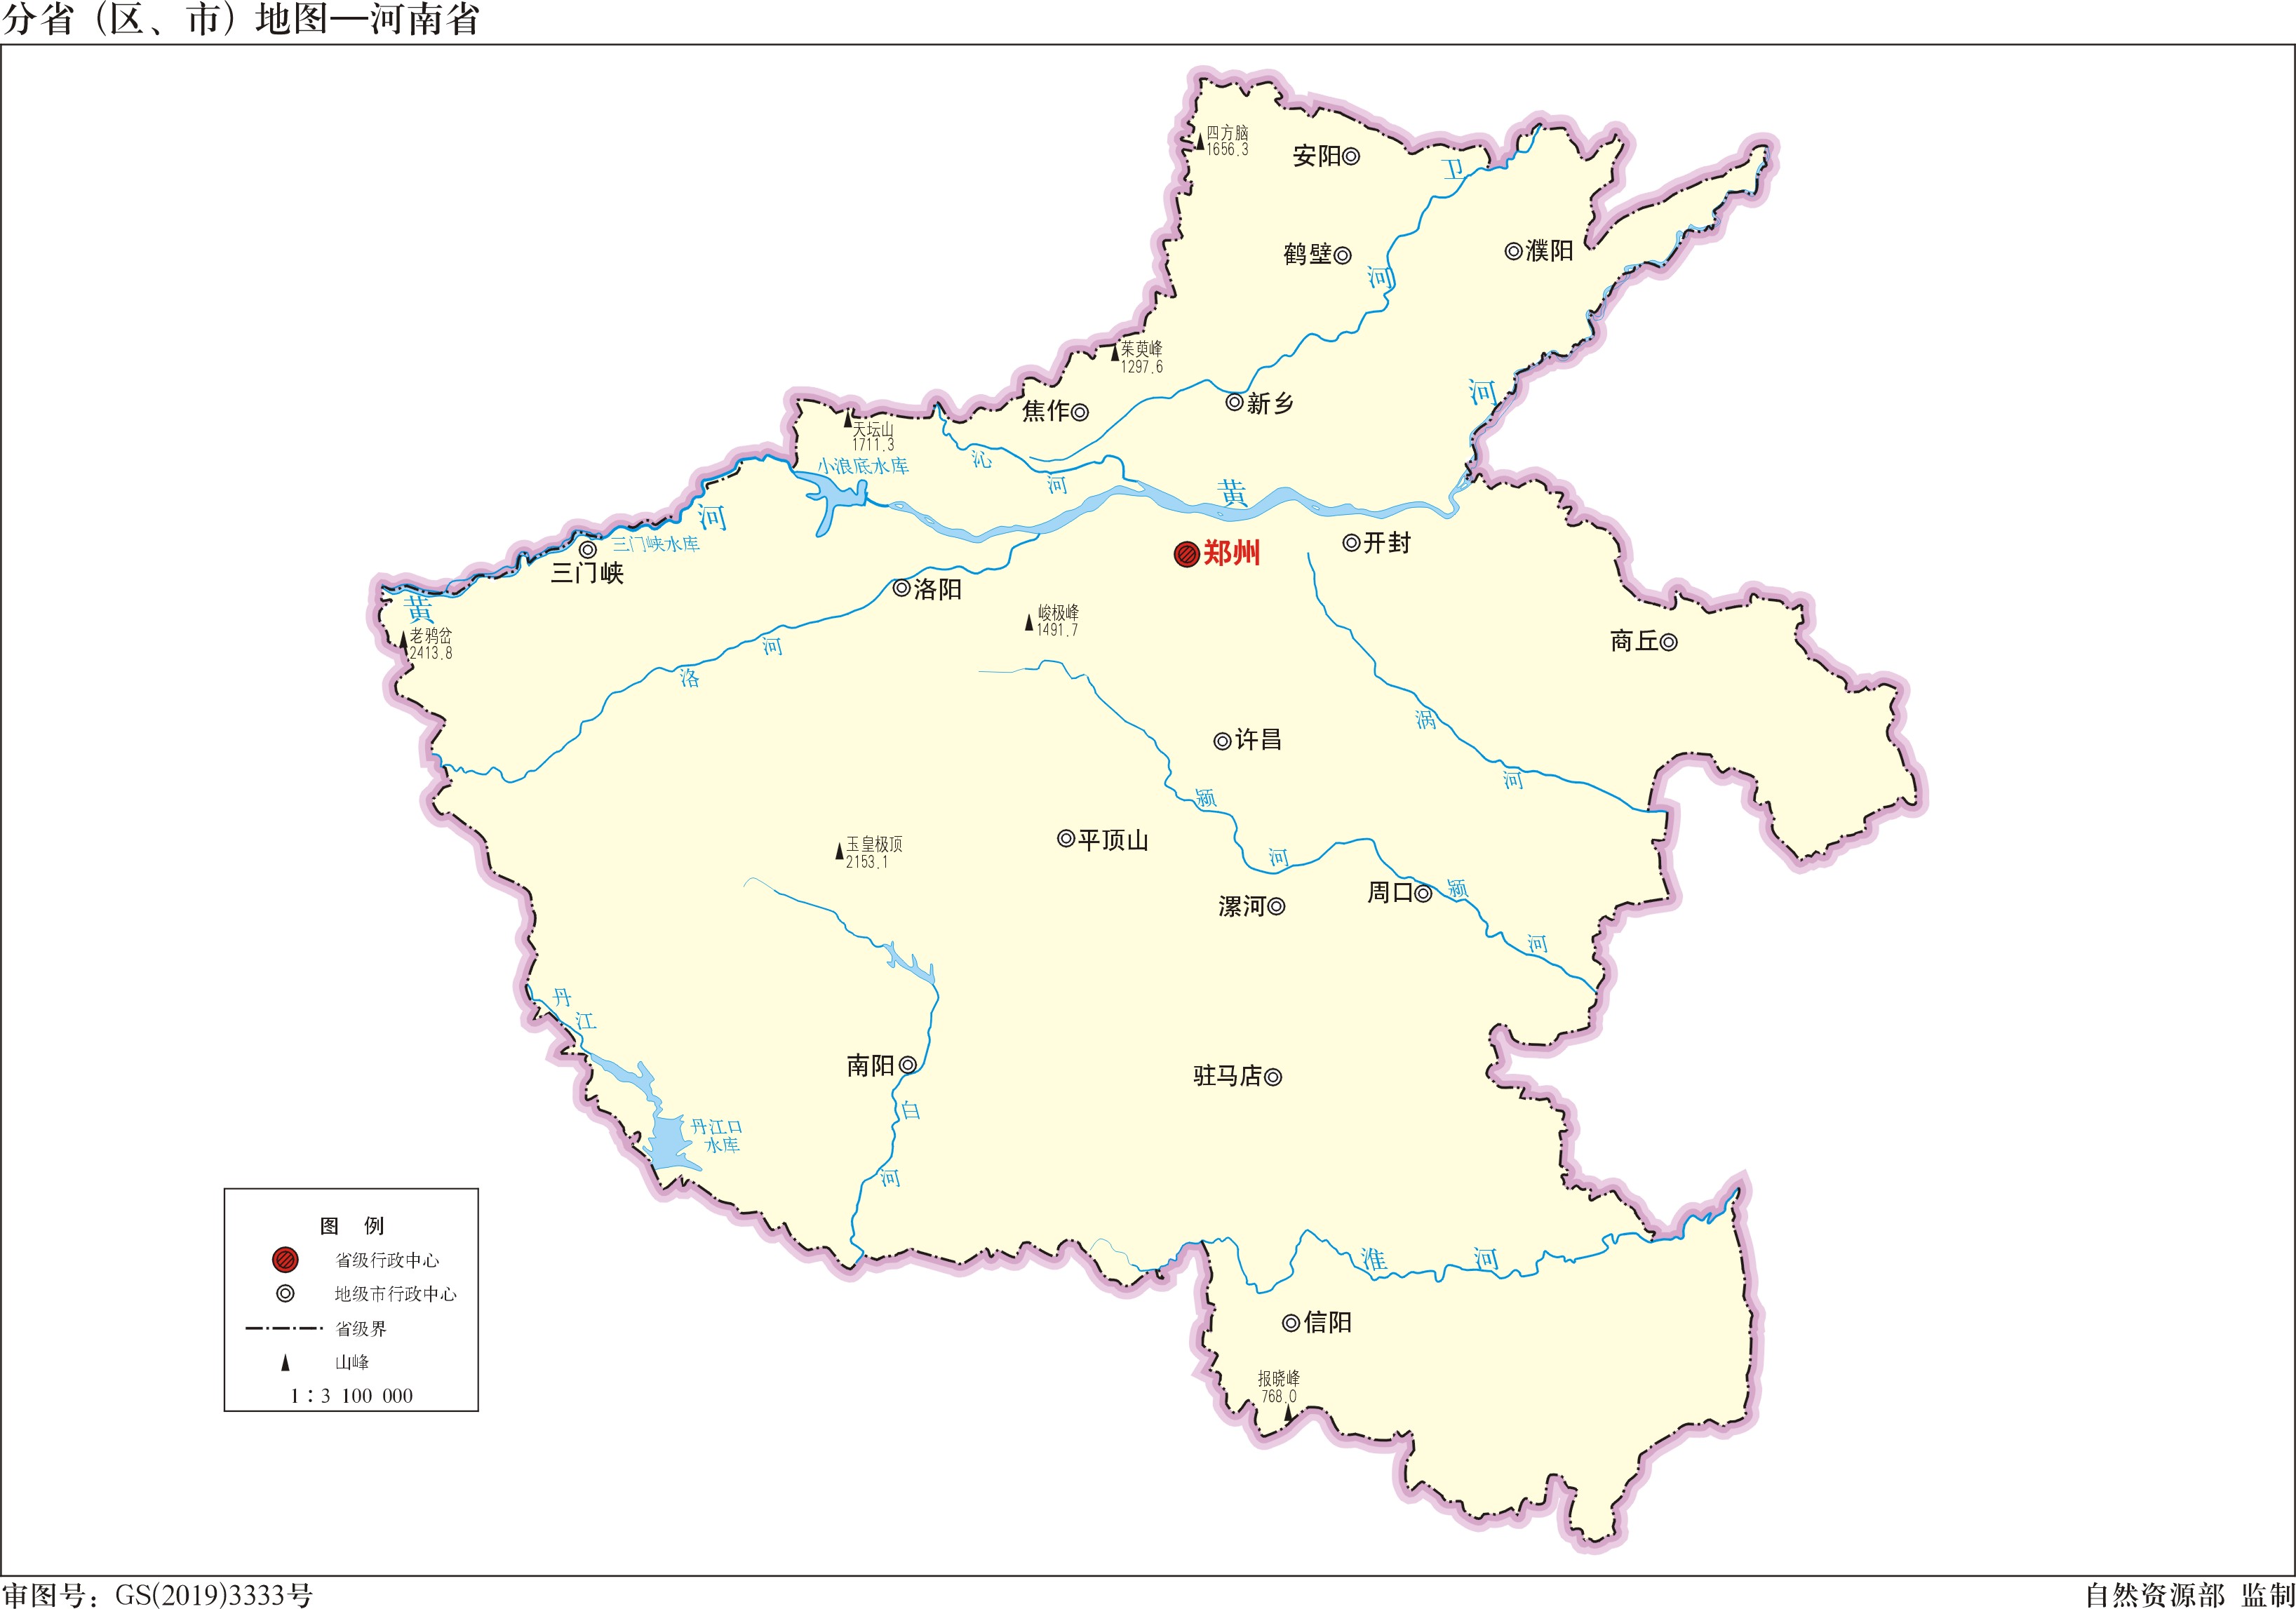 分省（区、市）地图—河南省
四方脑
1656.3
安阳
卫
河
鹤壁
濮阳
茱萸峰
1297.6
河
焦作
新乡
天坛山
1711.3
小浪底水库
沁
河
黄
河
三门峡水库
三门峡
郑州
开封
黄
洛阳
峻极峰
1491.7
老鸦岔
2413.8
商丘
河
洛
涡
许昌
河
颍
平顶山
玉皇极顶
2153.1
河
漯河
周口
颍
河
丹
江
南阳
驻马店
白
丹江口
水库
河
淮
河
信阳
报晓峰
768.0
图 例
省级行政中心
地级市行政中心
省级界
山峰
1：3 100 000
审图号：GS(2019)3333号
自然资源部 监制